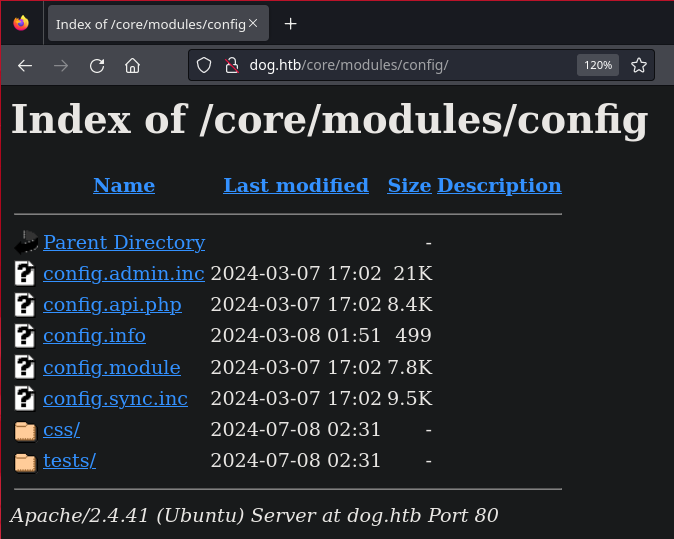 Index of /core/modules/config
dog.htb/core/modules/config/ 120%
Index of /core/modules/config
Name Last modified Size Description
Parent Directory -
config.admin.inc 2024-03-07 17:02 21K
config.api.php 2024-03-07 17:02 8.4K
config.info 2024-03-08 01:51 499
config.module 2024-03-07 17:02 7.8K
config.sync.inc 2024-03-07 17:02 9.5K
css/ 2024-07-08 02:31 -
tests/ 2024-07-08 02:31 -
Apache/2.4.41 (Ubuntu) Server at dog.htb Port 80